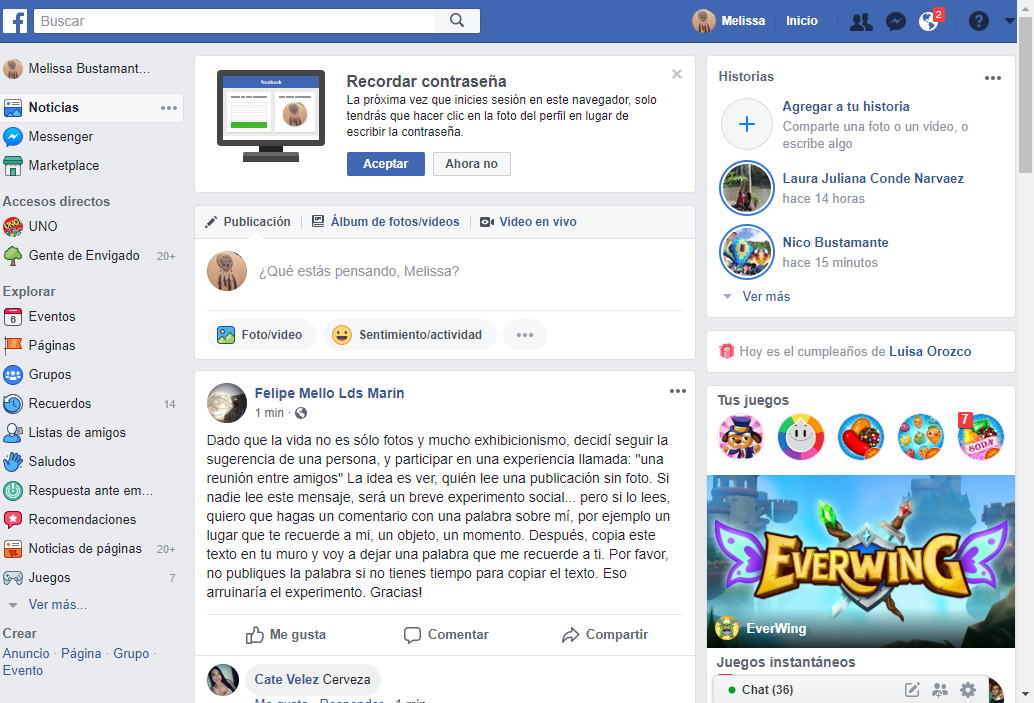 Buscar
Melissa
Inicio
2
Melissa Bustamant...
Noticias
Messenger
Marketplace
Accesos directos
UNO
Gente de Envigado 20+
Explorar
6
Eventos
Páginas
Grupos
Recuerdos 14
Listas de amigos
Saludos
Respuesta ante em...
Recomendaciones
Noticias de páginas 20+
Juegos 7
Ver más...
Crear
Anuncio · Página · Grupo ·
Evento
facebook
Recordar contraseña
La próxima vez que inicies sesión en este navegador, solo
tendrás que hacer clic en la foto del perfil en lugar de
escribir la contraseña.
Aceptar
Ahora no
Publicación
Álbum de fotos/videos
Video en vivo
¿Qué estás pensando, Melissa?
Foto/video
Sentimiento/actividad
Felipe Mello Lds Marin
1 min ·
Dado que la vida no es sólo fotos y mucho exhibicionismo, decidí seguir la
sugerencia de una persona, y participar en una experiencia llamada: "una
reunión entre amigos" La idea es ver, quién lee una publicación sin foto. Si
nadie lee este mensaje, será un breve experimento social... pero si lo lees,
quiero que hagas un comentario con una palabra sobre mí, por ejemplo un
lugar que te recuerde a mi, un objeto, un momento. Después, copia este
texto en tu muro y voy a dejar una palabra que me recuerde a ti. Por favor,
no publiques la palabra si no tienes tiempo para copiar el texto. Eso
arruinaría el experimento. Gracias!
Me gusta
Comentar
Compartir
Cate Velez Cerveza
Me gusta · Responder · 1 min
Historias
Agregar a tu historia
Comparte una foto o un video, o
escribe algo
Laura Juliana Conde Narvaez
hace 14 horas
Nico Bustamante
hace 15 minutos
Ver más
Hoy es el cumpleaños de Luisa Orozco
Tus juegos
7
SODA
EVERWING
EverWing
Juegos instantáneos
Chat (36)